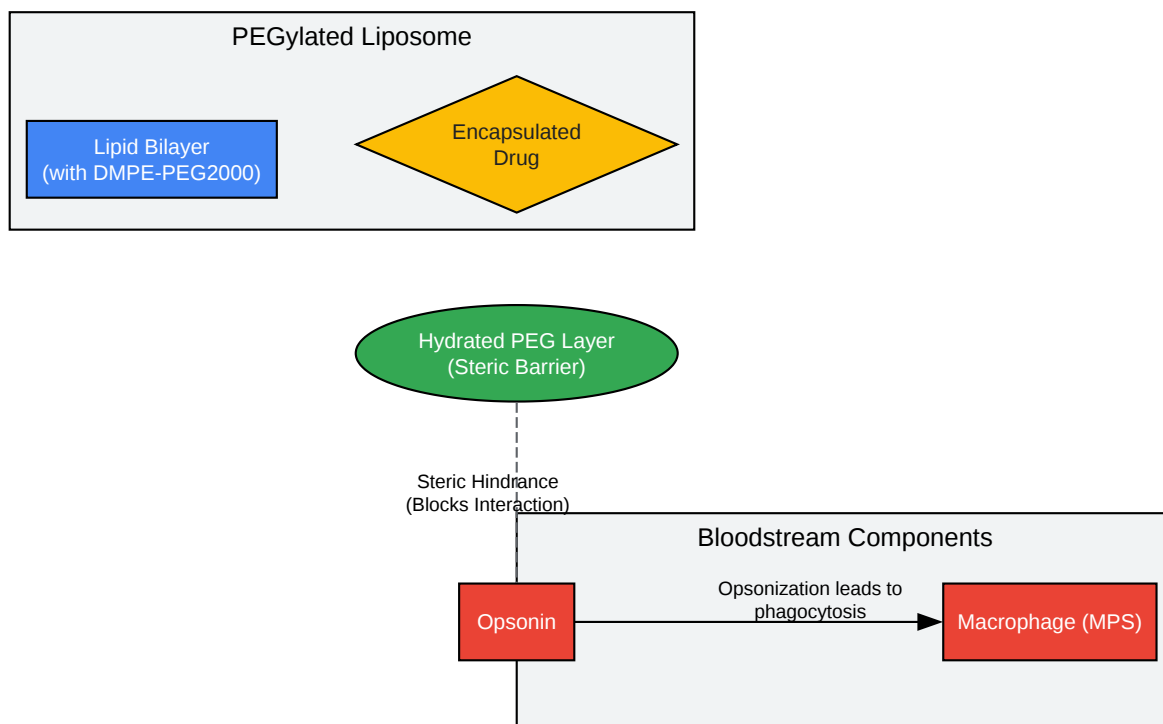 PEGylated Liposome
Lipid Bilayer
(with DMPE-PEG2000)
Encapsulated
Drug
Hydrated PEG Layer
(Steric Barrier)
Steric Hindrance
(Blocks Interaction)
Bloodstream Components
Opsonin
Opsonization leads to
phagocytosis
Macrophage (MPS)